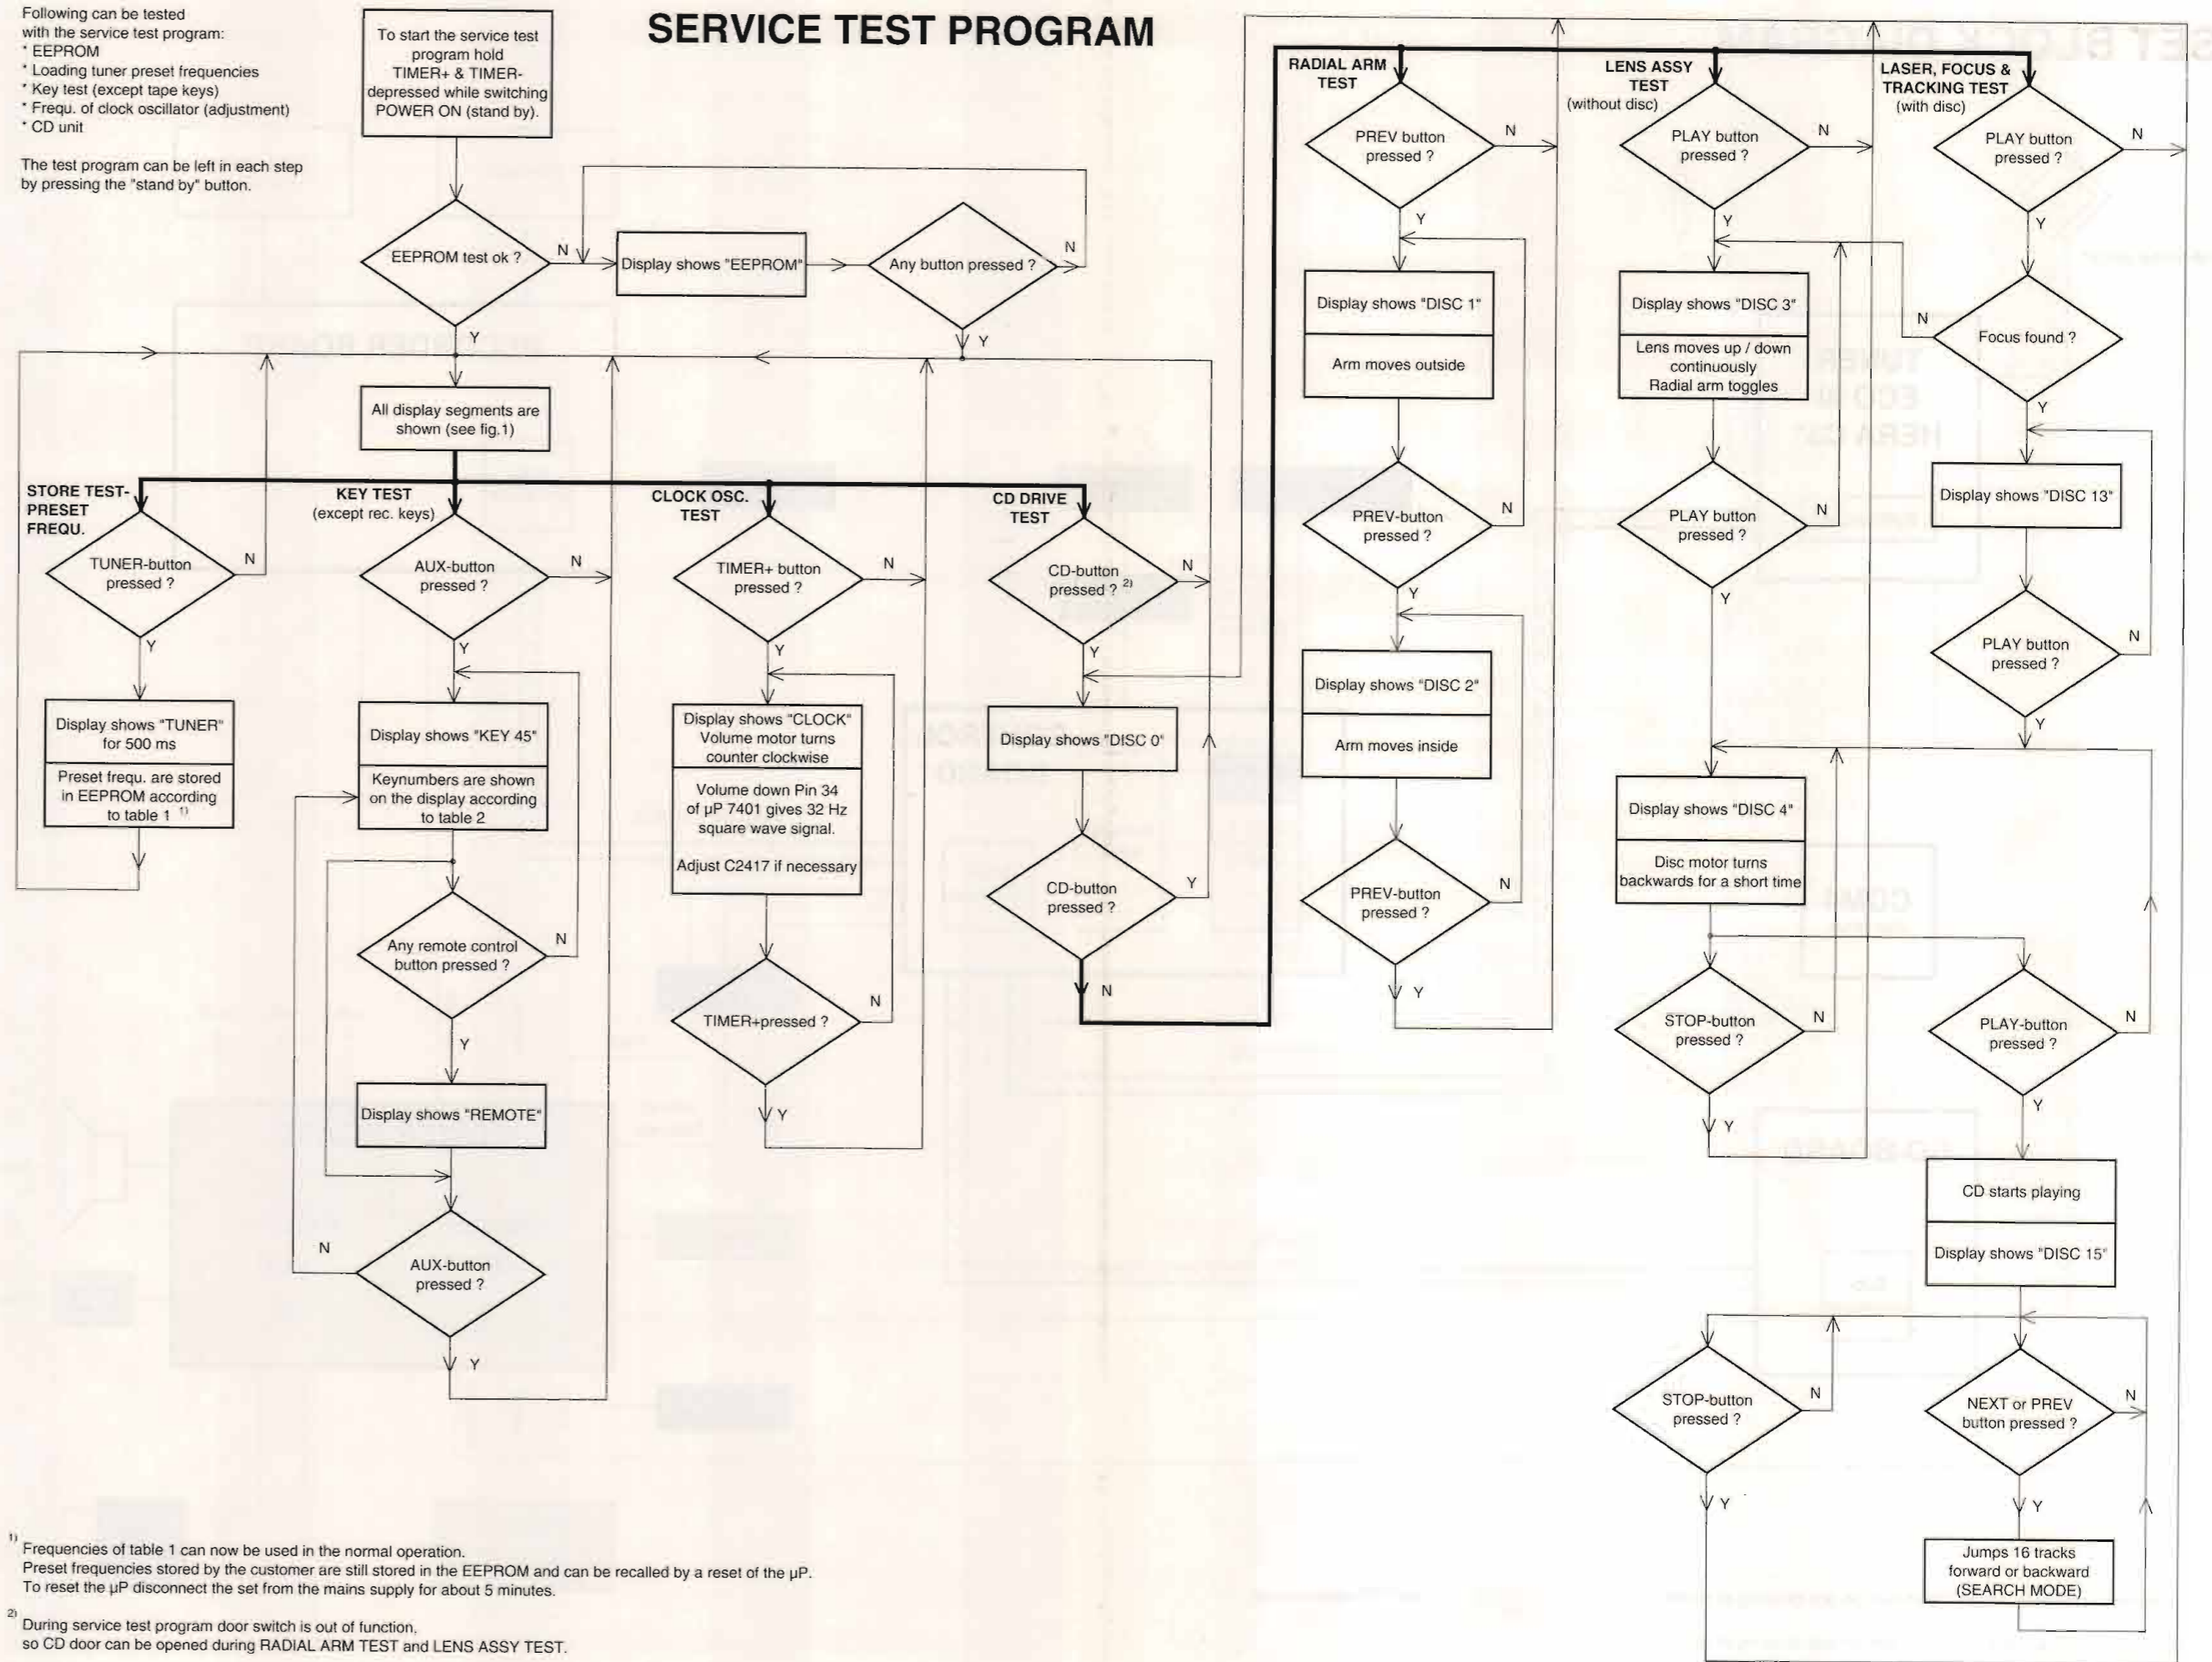 SERVICE TEST PROGRAM
Following can be tested
with the service test program:
* EEPROM
* Loading tuner preset frequencies
* Key test (except tape keys)
* Frequ. of clock oscillator (adjustment)
* CD unit
The test program can be left in each step
by pressing the "stand by" button.
To start the service test
program hold
TIMER+ & TIMER-
depressed while switching
POWER ON (stand by).
EEPROM test ok ?
N
Y
Display shows "EEPROM"
Any button pressed ?
N
Y
All display segments are
shown (see fig.1)
STORE TEST-
PRESET
FREQU.
TUNER-button
pressed ?
N
Y
Display shows "TUNER"
for 500 ms
Preset frequ. are stored
in EEPROM according
to table 1 1)
KEY TEST
(except rec. keys)
AUX-button
pressed ?
N
Y
Display shows "KEY 45"
Keynumbers are shown
on the display according
to table 2
Any remote control
button pressed ?
N
Y
Display shows "REMOTE"
AUX-button
pressed ?
N
Y
CLOCK OSC.
TEST
TIMER+ button
pressed ?
N
Y
Display shows "CLOCK"
Volume motor turns
counter clockwise
Volume down Pin 34
of µP 7401 gives 32 Hz
square wave signal.
Adjust C2417 if necessary
TIMER+pressed ?
N
Y
CD DRIVE
TEST
CD-button
pressed ? 2)
N
Y
Display shows "DISC 0"
CD-button
pressed ?
Y
N
RADIAL ARM
TEST
PREV button
pressed ?
N
Y
Display shows "DISC 1"
Arm moves outside
PREV-button
pressed ?
N
Y
Display shows "DISC 2"
Arm moves inside
PREV-button
pressed ?
N
Y
LENS ASSY
TEST
(without disc)
PLAY button
pressed ?
N
Y
Display shows "DISC 3"
Lens moves up / down
continuously
Radial arm toggles
PLAY button
pressed ?
N
Y
Display shows "DISC 4"
Disc motor turns
backwards for a short time
STOP-button
pressed ?
N
Y
LASER, FOCUS &
TRACKING TEST
(with disc)
PLAY button
pressed ?
N
Y
Focus found ?
N
Y
Display shows "DISC 13"
PLAY button
pressed ?
N
Y
PLAY-button
pressed ?
N
Y
CD starts playing
Display shows "DISC 15"
STOP-button
pressed ?
N
Y
NEXT or PREV
button pressed ?
N
Y
Jumps 16 tracks
forward or backward
(SEARCH MODE)
1) Frequencies of table 1 can now be used in the normal operation.
Preset frequencies stored by the customer are still stored in the EEPROM and can be recalled by a reset of the µP.
To reset the µP disconnect the set from the mains supply for about 5 minutes.
2) During service test program door switch is out of function,
so CD door can be opened during RADIAL ARM TEST and LENS ASSY TEST.